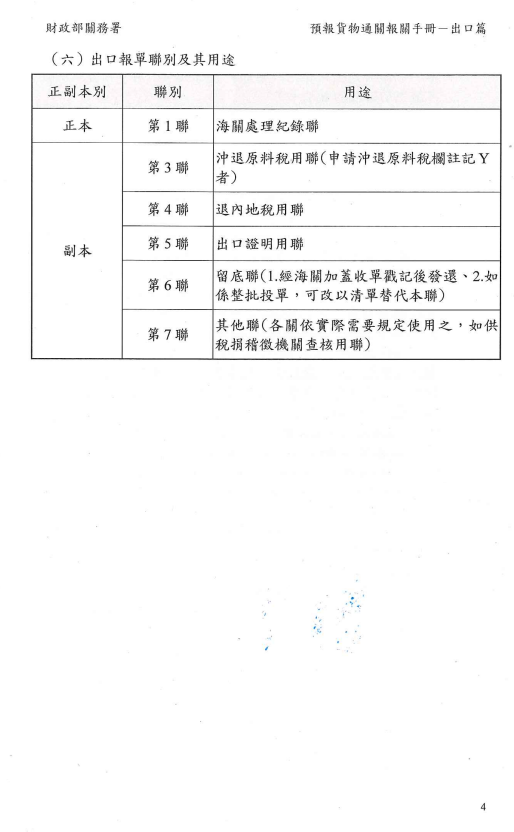 財政部關務署 預報貨物通關報關手冊－出口篇
（六）出口報單聯別及其用途
正副本別 聯別 用途
正本 第1聯 海關處理紀錄聯
副本
第3聯 沖退原料稅用聯(申請沖退原料稅欄註記Y
者)
第4聯 退內地稅用聯
第5聯 出口證明用聯
第6聯 留底聯(1.經海關加蓋收單戳記後發還、2.如
係整批投單，可改以清單替代本聯)
第7聯 其他聯(各關依實際需要規定使用之，如供
稅捐稽徵機關查核用聯)
4